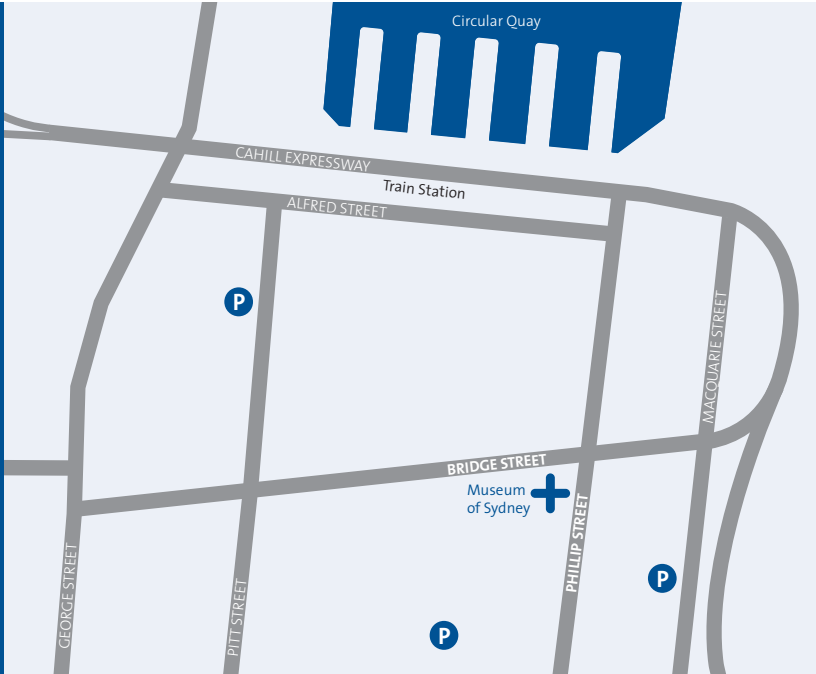 Circular Quay
CAHILL EXPRESSWAY
Train Station
ALFRED STREET
P
MACQUARIE STREET
BRIDGE STREET
Museum
of Sydney
PHILLIP STREET
GEORGE STREET
PITT STREET
P
P